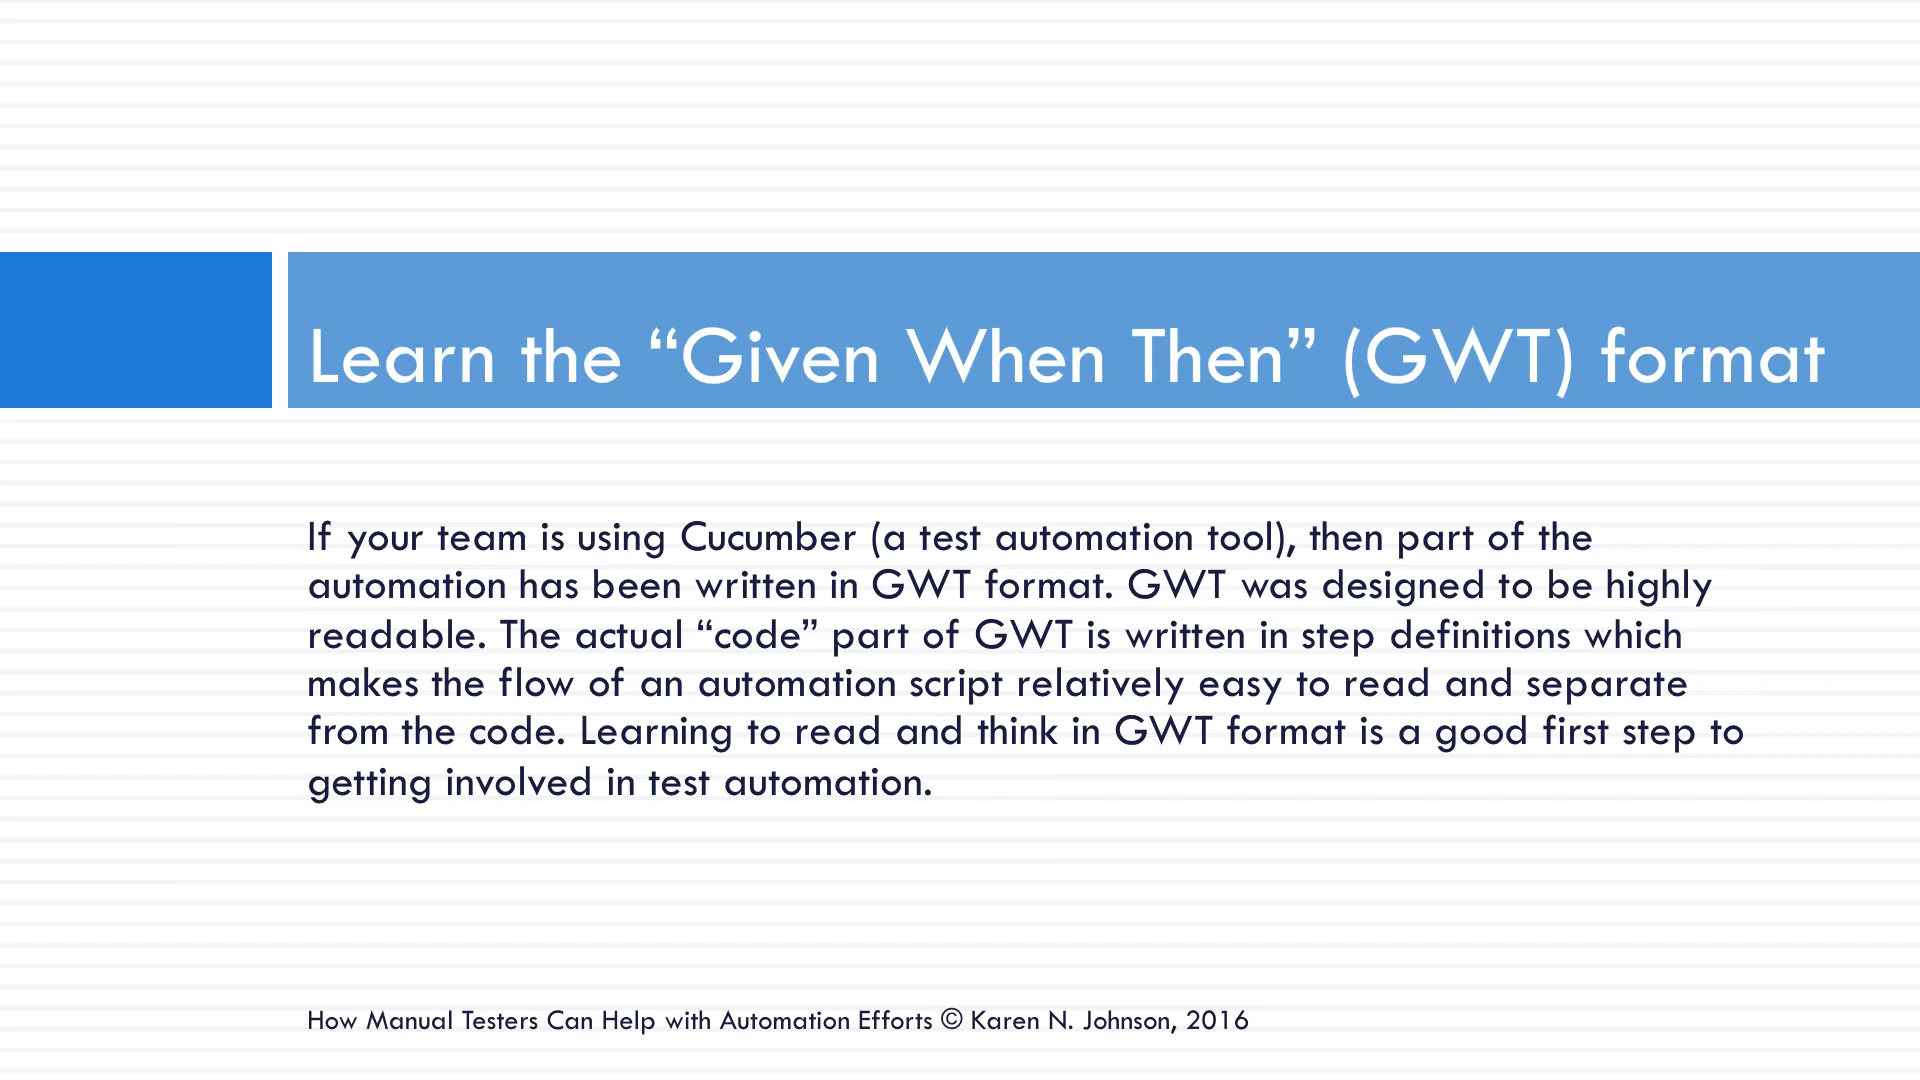 Learn the “Given When Then” (GWT) format
If your team is using Cucumber (a test automation tool), then part of the
automation has been written in GWT format. GWT was designed to be highly
readable. The actual “code” part of GWT is written in step definitions which
makes the flow of an automation script relatively easy to read and separate
from the code. Learning to read and think in GWT format is a good first step to
getting involved in test automation.
How Manual Testers Can Help with Automation Efforts © Karen N. Johnson, 2016